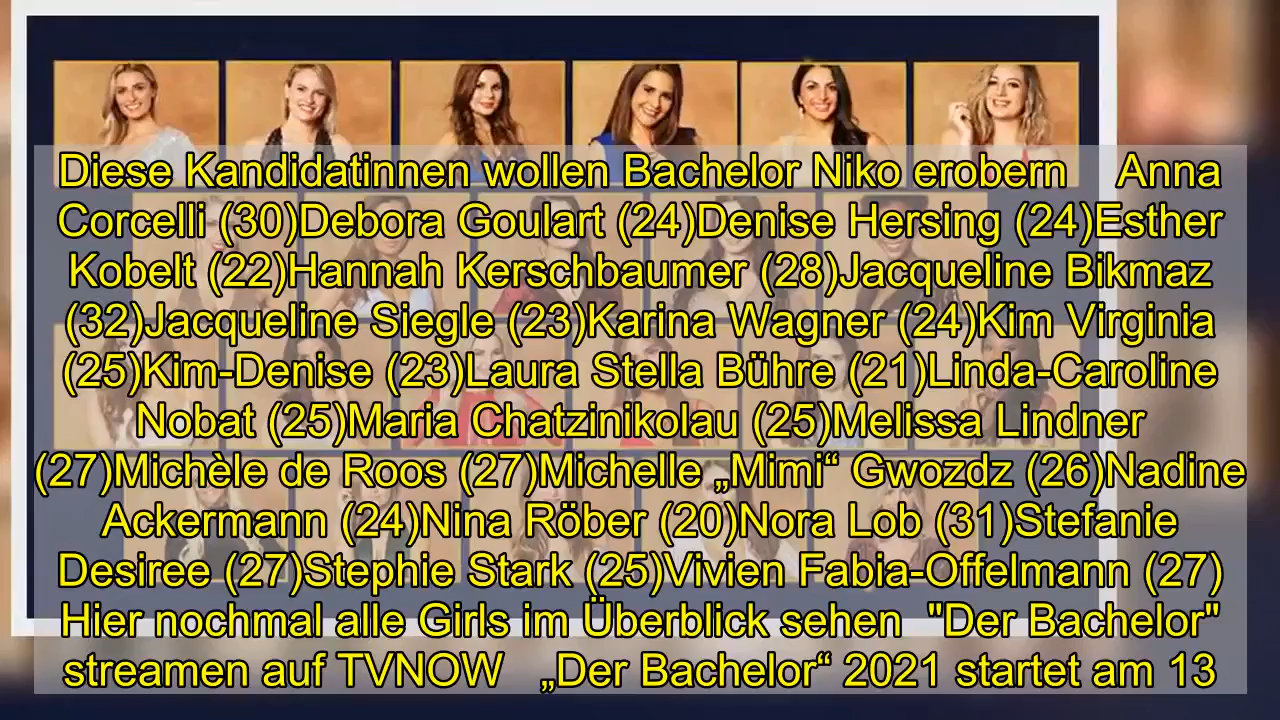 Diese Kandidatinnen wollen Bachelor Niko erobern    Anna
Corcelli (30)Debora Goulart (24)Denise Hersing (24)Esther
Kobelt (22)Hannah Kerschbaumer (28)Jacqueline Bikmaz
(32)Jacqueline Siegle (23)Karina Wagner (24)Kim Virginia
(25)Kim-Denise (23)Laura Stella Bühre (21)Linda-Caroline
Nobat (25)Maria Chatzinikolau (25)Melissa Lindner
(27)Michèle de Roos (27)Michelle „Mimi“ Gwozdz (26)Nadine
Ackermann (24)Nina Röber (20)Nora Lob (31)Stefanie
Desiree (27)Stephie Stark (25)Vivien Fabia-Offelmann (27)
Hier nochmal alle Girls im Überblick sehen  "Der Bachelor"
streamen auf TVNOW   „Der Bachelor“ 2021 startet am 13